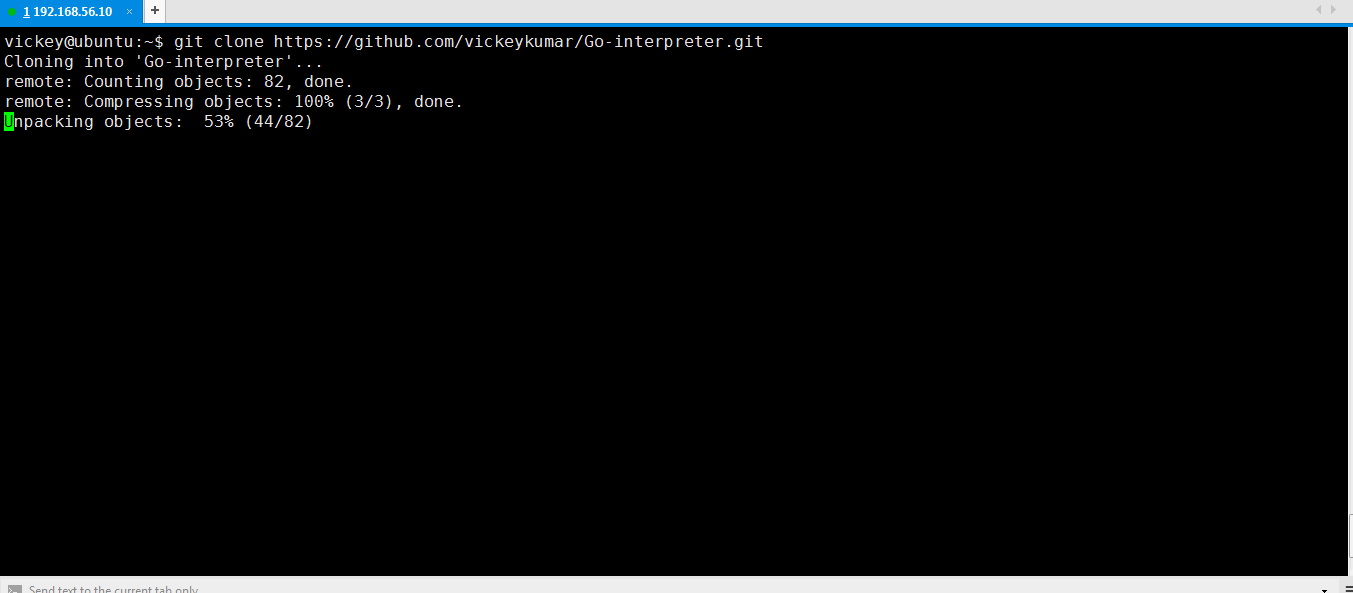 1 192.168.56.10 × +
vickey@ubuntu:~$ git clone https://github.com/vickeykumar/Go-interpreter.git
Cloning into 'Go-interpreter'...
remote: Counting objects: 82, done.
remote: Compressing objects: 100% (3/3), done.
Unpacking objects:  53% (44/82)
Send text to the current tab only